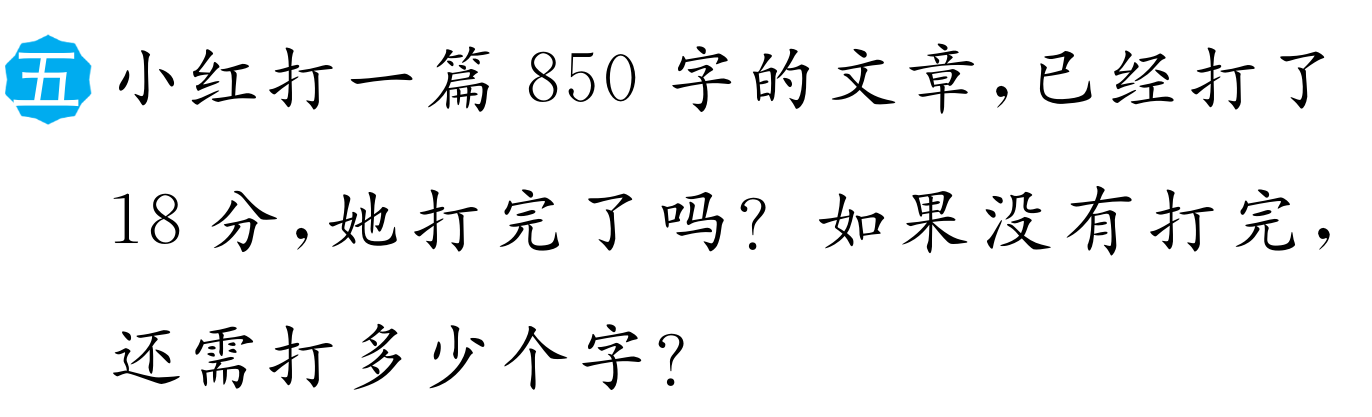 五 小红打一篇 850 字的文章,已经打了
18 分,她打完了吗? 如果没有打完,
还需打多少个字?